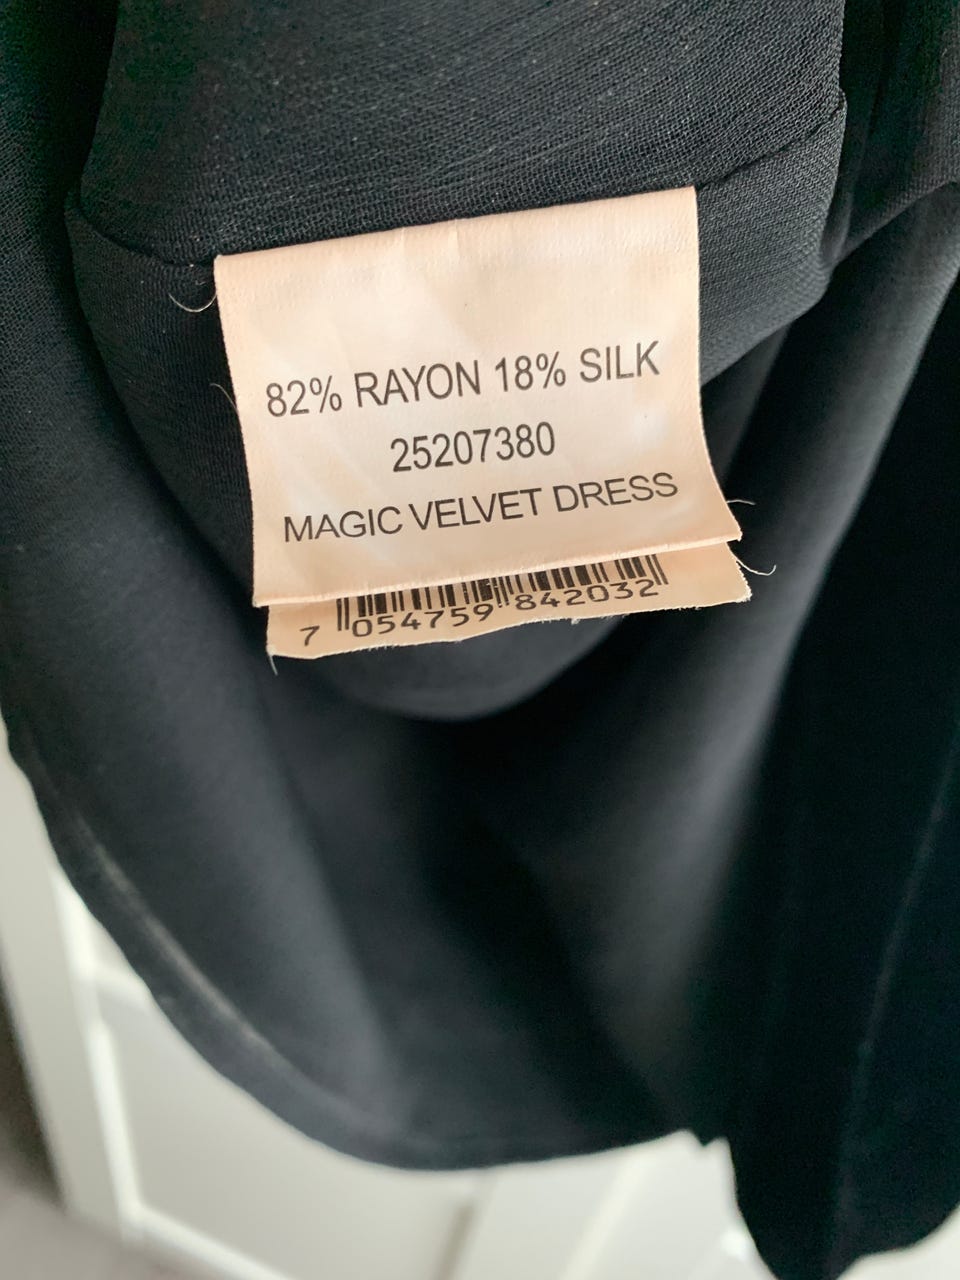 82% RAYON 18% SILK
25207380
MAGIC VELVET DRESS
7 054759 842032